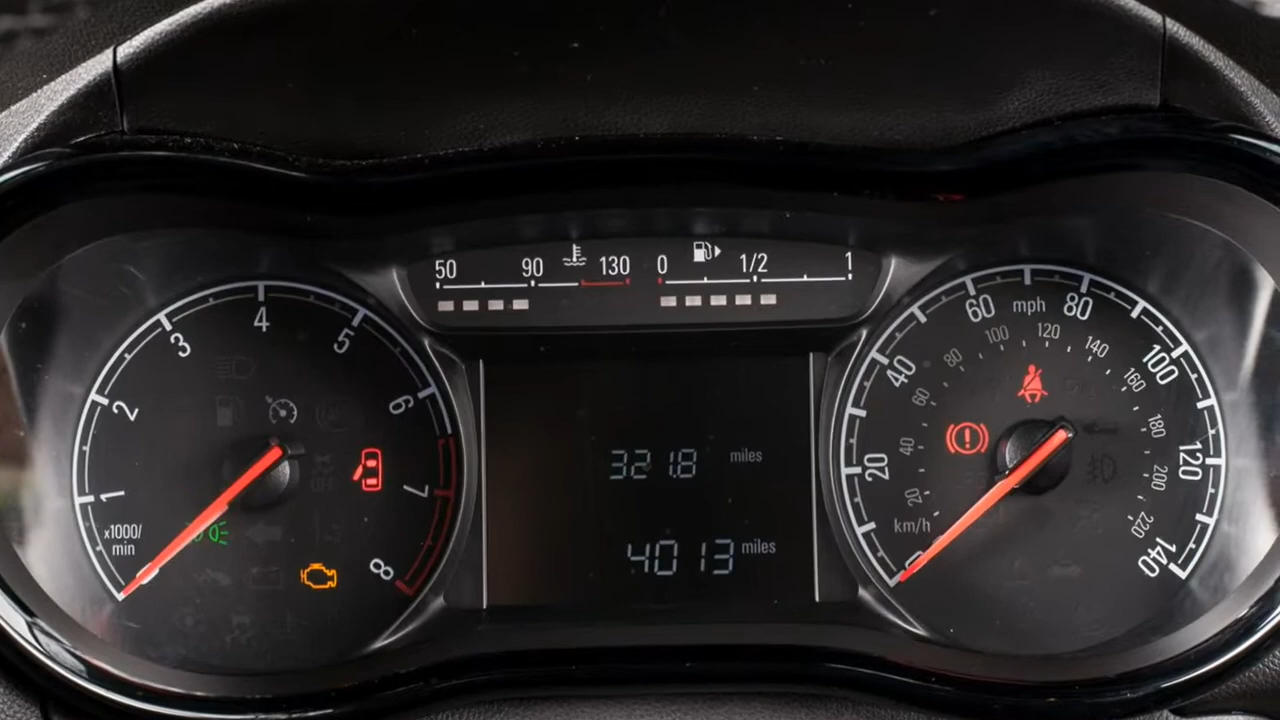 50 90 130 0 1/2 1
1 2 3 4 5 6 7 8
x1000/
min
321.8 miles
4013 miles
20 40 60 mph 80 100 120 140
20 40 60 80 100 120 140 160 180 200 220
km/h